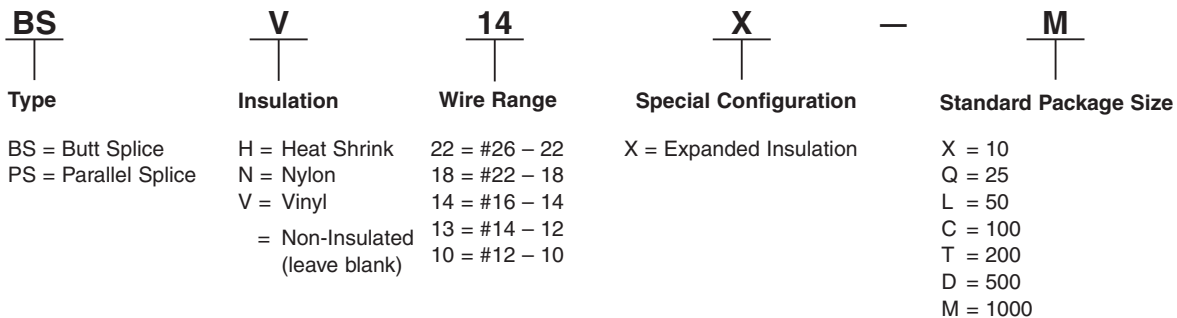 BS V 14 X — M
Type Insulation Wire Range Special Configuration Standard Package Size
BS = Butt Splice H = Heat Shrink 22 = #26 – 22 X = Expanded Insulation X = 10
PS = Parallel Splice N = Nylon 18 = #22 – 18 Q = 25
V = Vinyl 14 = #16 – 14 L = 50
= Non-Insulated 13 = #14 – 12 C = 100
(leave blank) 10 = #12 – 10 T = 200
D = 500
M = 1000